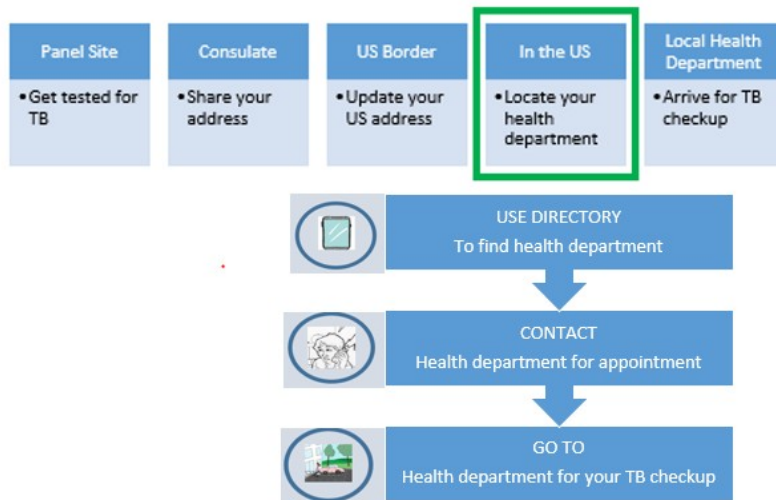 Panel Site
•Get tested for
TB
Consulate
•Share your
address
US Border
•Update your
US address
In the US
•Locate your
health
department
Local Health
Department
•Arrive for TB
checkup
USE DIRECTORY
To find health department
CONTACT
Health department for appointment
GO TO
Health department for your TB checkup